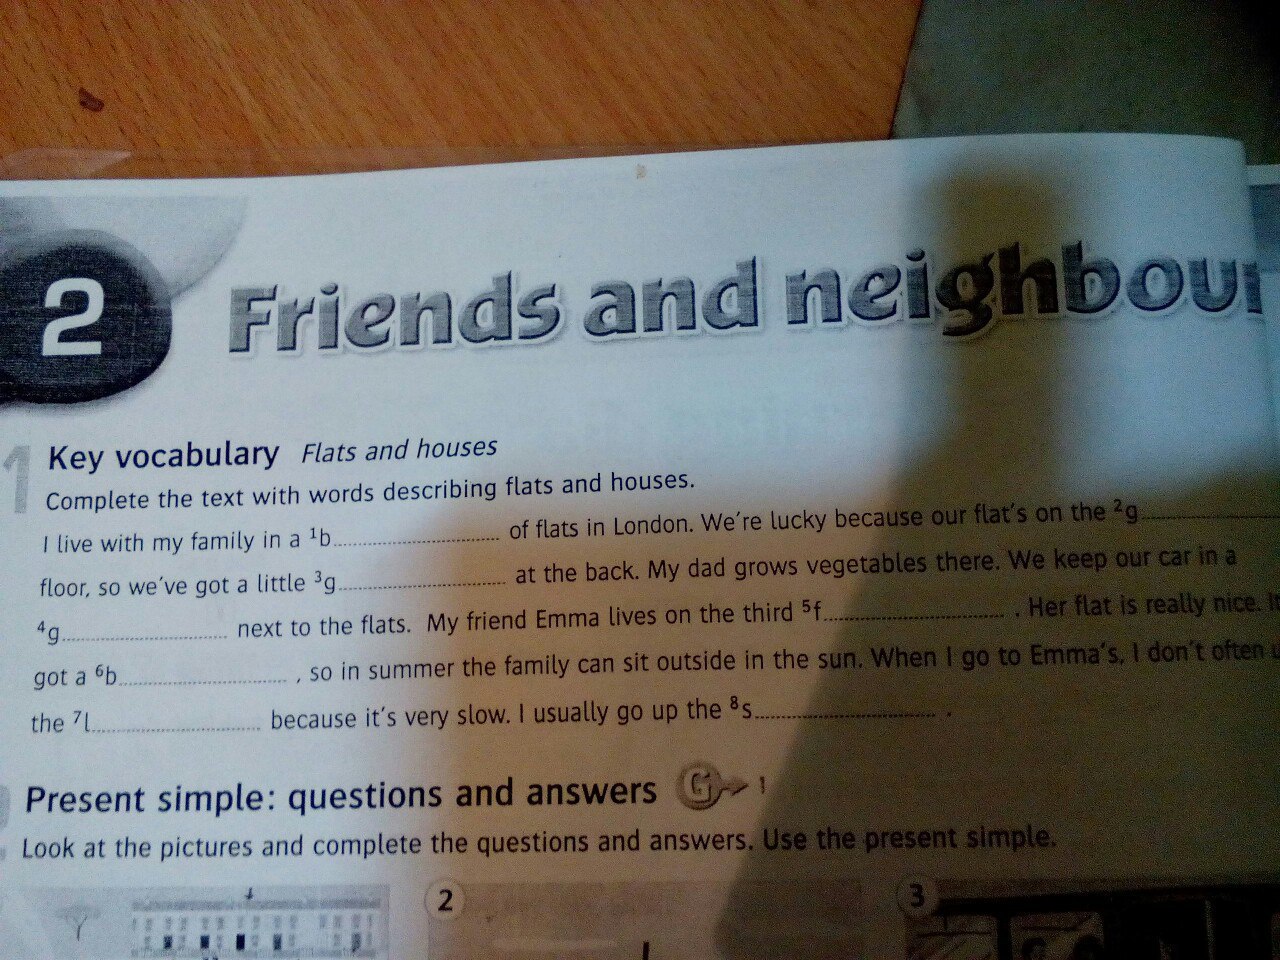 2
Friends and neighbour
1 Key vocabulary Flats and houses
Complete the text with words describing flats and houses.
I live with my family in a ¹b.............................. of flats in London. We're lucky because our flat's on the ²g..............................
floor, so we've got a little ³g.............................. at the back. My dad grows vegetables there. We keep our car in a
⁴g.............................. next to the flats. My friend Emma lives on the third ⁵f.............................. . Her flat is really nice.
got a ⁶b.............................. , so in summer the family can sit outside in the sun. When I go to Emma's, I don't often
the ⁷l.............................. because it's very slow. I usually go up the ⁸s.............................. .
Present simple: questions and answers G 1
Look at the pictures and complete the questions and answers. Use the present simple.
2
3